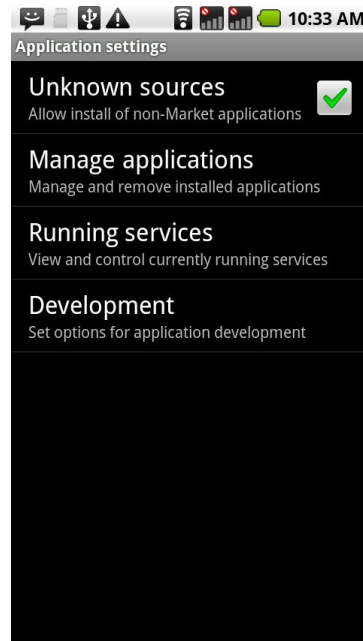 10:33 AM
Application settings
Unknown sources
Allow install of non-Market applications
Manage applications
Manage and remove installed applications
Running services
View and control currently running services
Development
Set options for application development